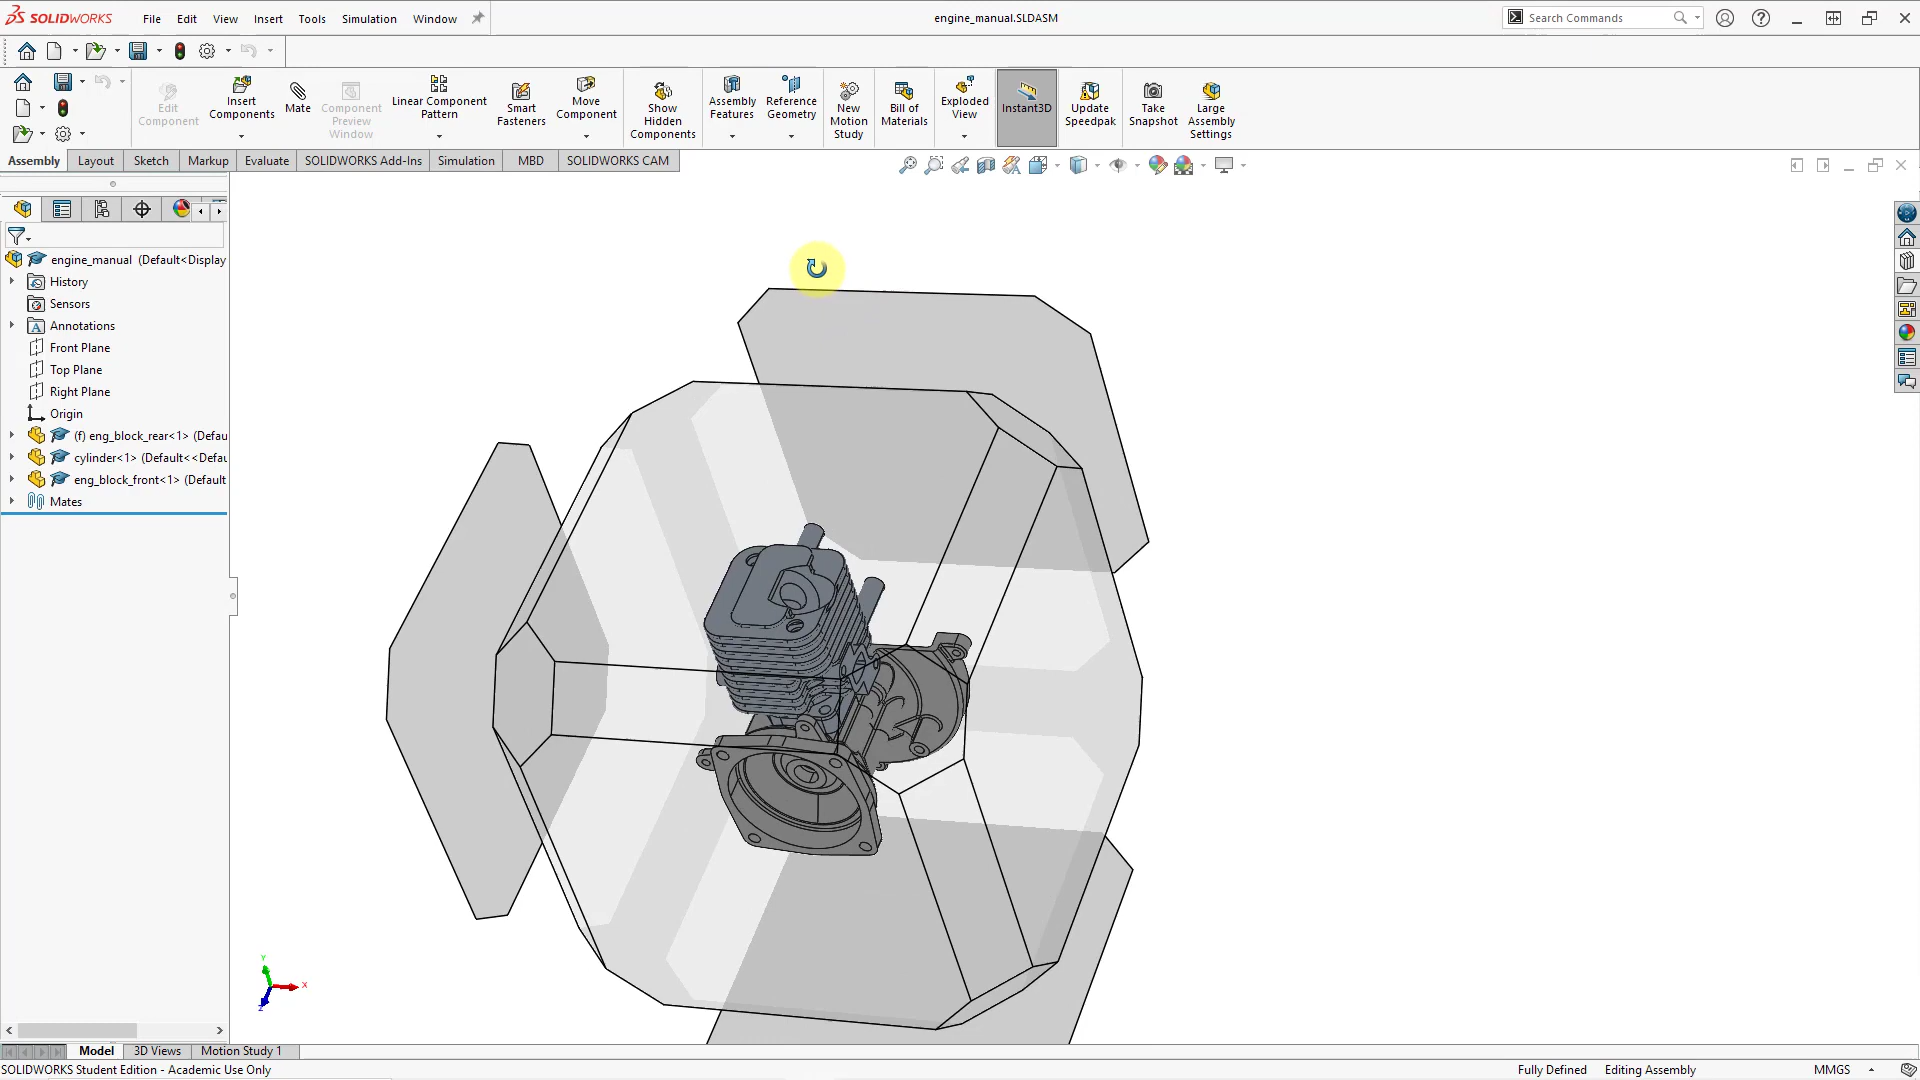 SOLIDWORKS File Edit View Insert Tools Simulation Window engine_manual.SLDASM Search Commands
Edit Component
Insert Components
Mate
Component Preview Window
Linear Component Pattern
Smart Fasteners
Move Component
Show Hidden Components
Assembly Features
Reference Geometry
New Motion Study
Bill of Materials
Exploded View
Instant3D
Update Speedpak
Take Snapshot
Large Assembly Settings
Assembly Layout Sketch Markup Evaluate SOLIDWORKS Add-Ins Simulation MBD SOLIDWORKS CAM
engine_manual (Default<Display
History
Sensors
Annotations
Front Plane
Top Plane
Right Plane
Origin
(f) eng_block_rear<1> (Defau
cylinder<1> (Default<<Defau
eng_block_front<1> (Default
Mates
Y
X
Z
Model 3D Views Motion Study 1
SOLIDWORKS Student Edition - Academic Use Only Fully Defined Editing Assembly MMGS